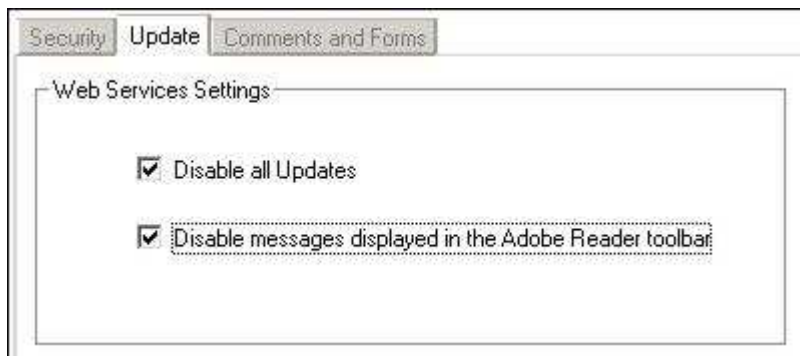 Security Update Comments and Forms
Web Services Settings
Disable all Updates
Disable messages displayed in the Adobe Reader toolbar